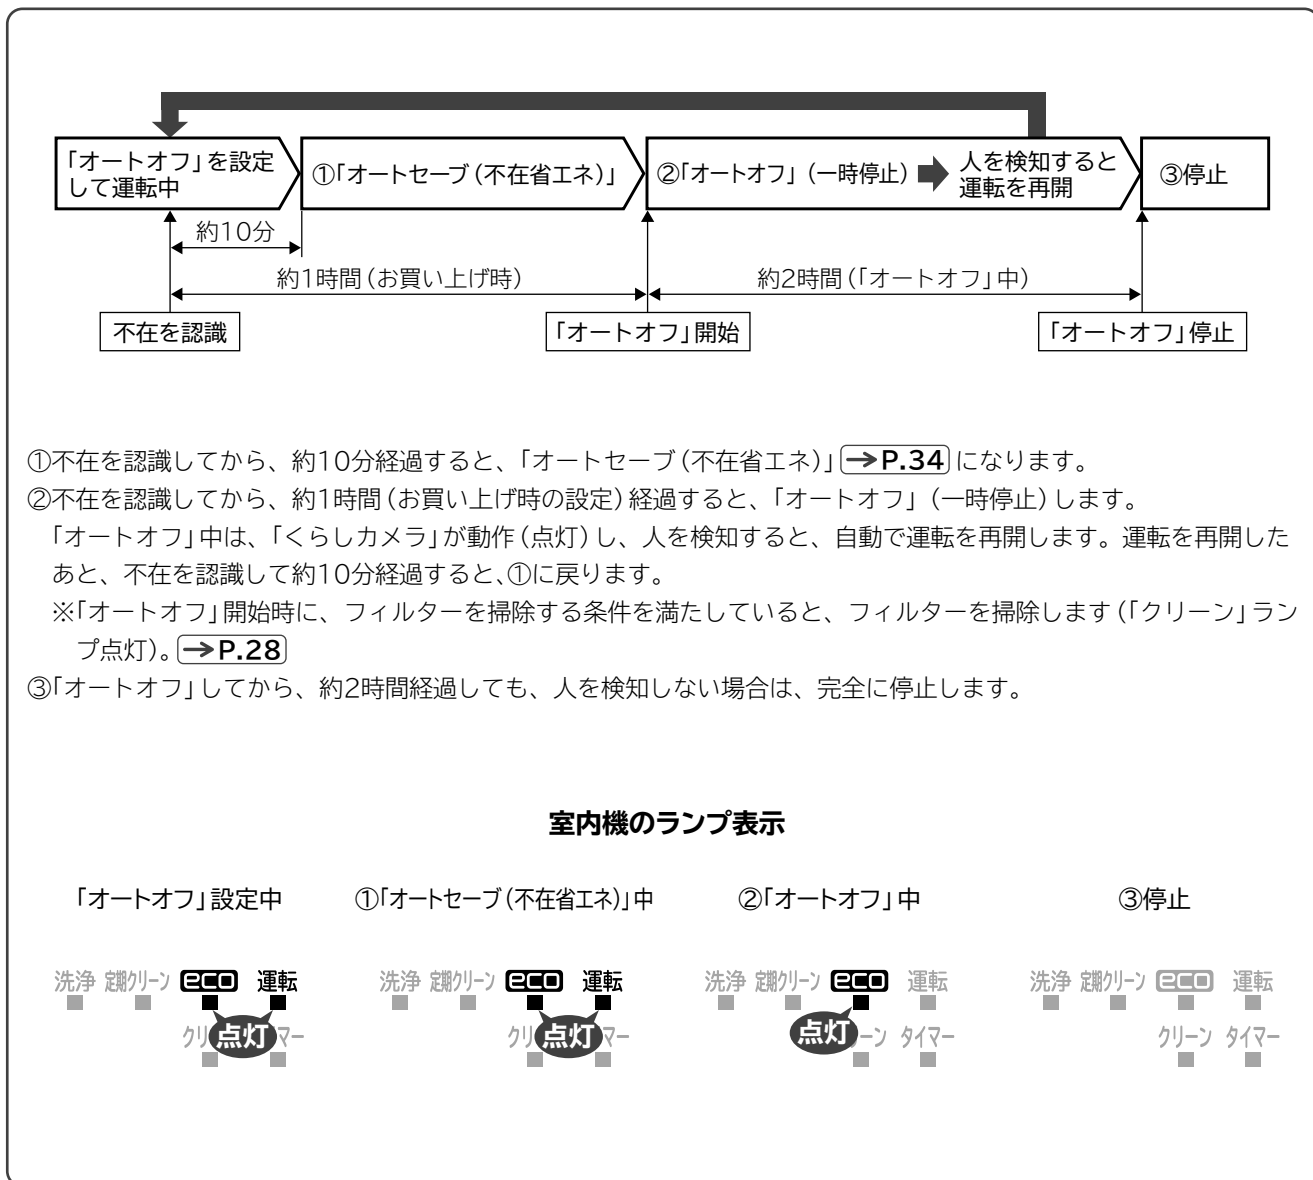 「オートオフ」を設定
して運転中
①「オートセーブ(不在省エネ)」
②「オートオフ」(一時停止)
人を検知すると
運転を再開
③停止
約10分
約1時間(お買い上げ時)
約2時間(「オートオフ」中)
不在を認識
「オートオフ」開始
「オートオフ」停止
①不在を認識してから、約10分経過すると、「オートセーブ(不在省エネ)」→P.34になります。
②不在を認識してから、約1時間(お買い上げ時の設定)経過すると、「オートオフ」(一時停止)します。
「オートオフ」中は、「くらしカメラ」が動作(点灯)し、人を検知すると、自動で運転を再開します。運転を再開した
あと、不在を認識して約10分経過すると、①に戻ります。
※「オートオフ」開始時に、フィルターを掃除する条件を満たしていると、フィルターを掃除します(「クリーン」ラン
プ点灯)。→P.28
③「オートオフ」してから、約2時間経過しても、人を検知しない場合は、完全に停止します。
室内機のランプ表示
「オートオフ」設定中
①「オートセーブ(不在省エネ)」中
②「オートオフ」中
③停止
洗浄 定期クリーン eco 運転
クリ 点灯 マー
洗浄 定期クリーン eco 運転
クリ 点灯 マー
洗浄 定期クリーン eco 運転
点灯 ーン タイマー
洗浄 定期クリーン eco 運転
クリーン タイマー